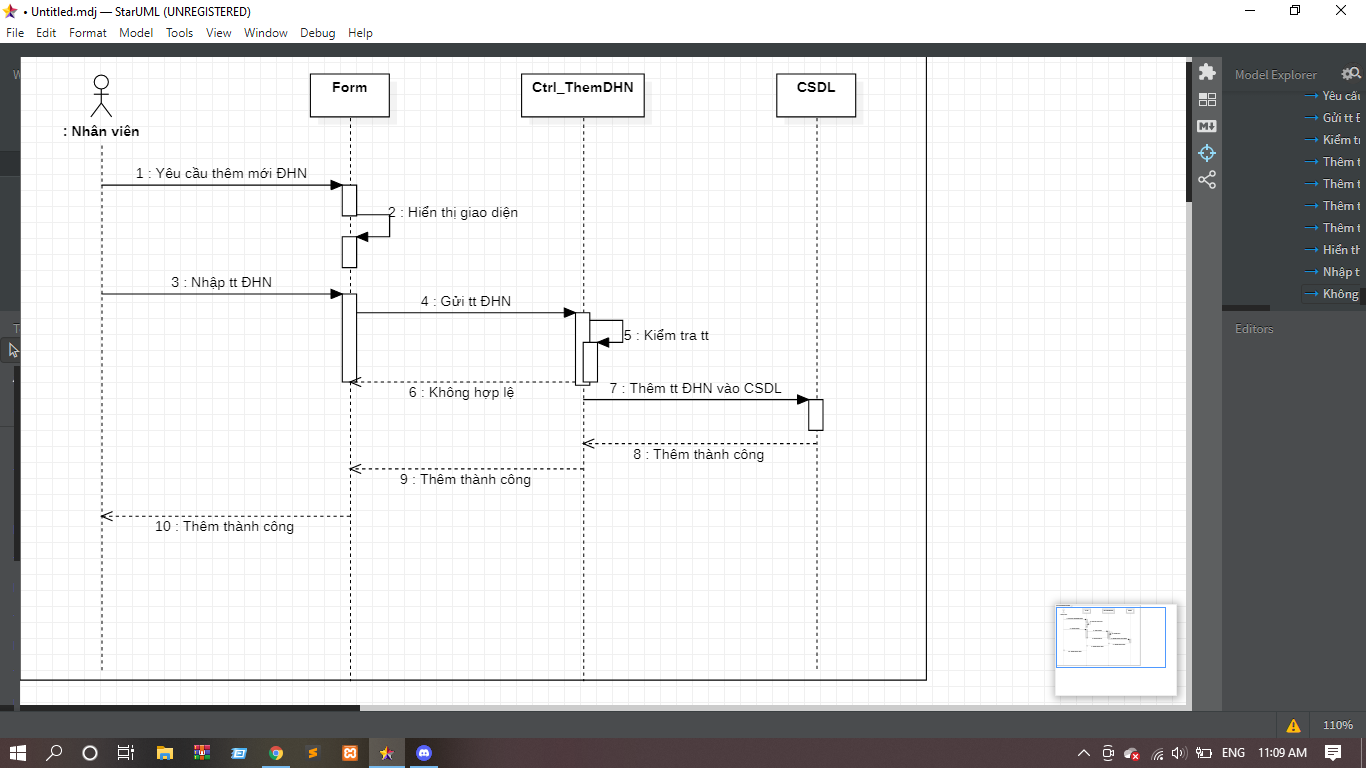 • Untitled.mdj — StarUML (UNREGISTERED)
File Edit Format Model Tools View Window Debug Help
W
Form
Ctrl_ThemDHN
CSDL
: Nhân viên
1 : Yêu cầu thêm mới ĐHN
2 : Hiển thị giao diện
3 : Nhập tt ĐHN
4 : Gửi tt ĐHN
5 : Kiểm tra tt
6 : Không hợp lệ
7 : Thêm tt ĐHN vào CSDL
8 : Thêm thành công
9 : Thêm thành công
10 : Thêm thành công
T
Model Explorer
Yêu cầu
Gửi tt Đ
Kiểm tr
Thêm t
Thêm t
Thêm t
Thêm t
Hiển th
Nhập t
Không
Editors
110%
ENG 11:09 AM